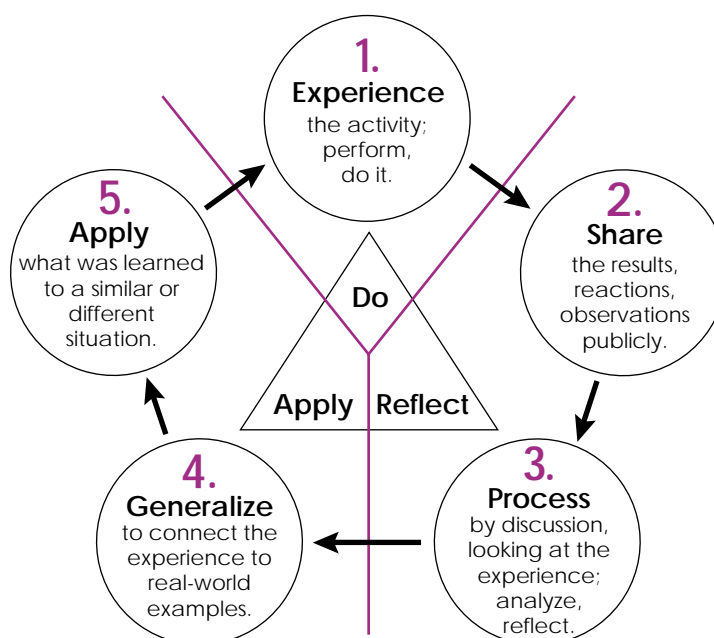 1.
Experience
the activity;
perform,
do it.
2.
Share
the results,
reactions,
observations
publicly.
3.
Process
by discussion,
looking at the
experience;
analyze,
reflect.
4.
Generalize
to connect the
experience to
real-world
examples.
5.
Apply
what was learned
to a similar or
different
situation.
Do
Apply
Reflect